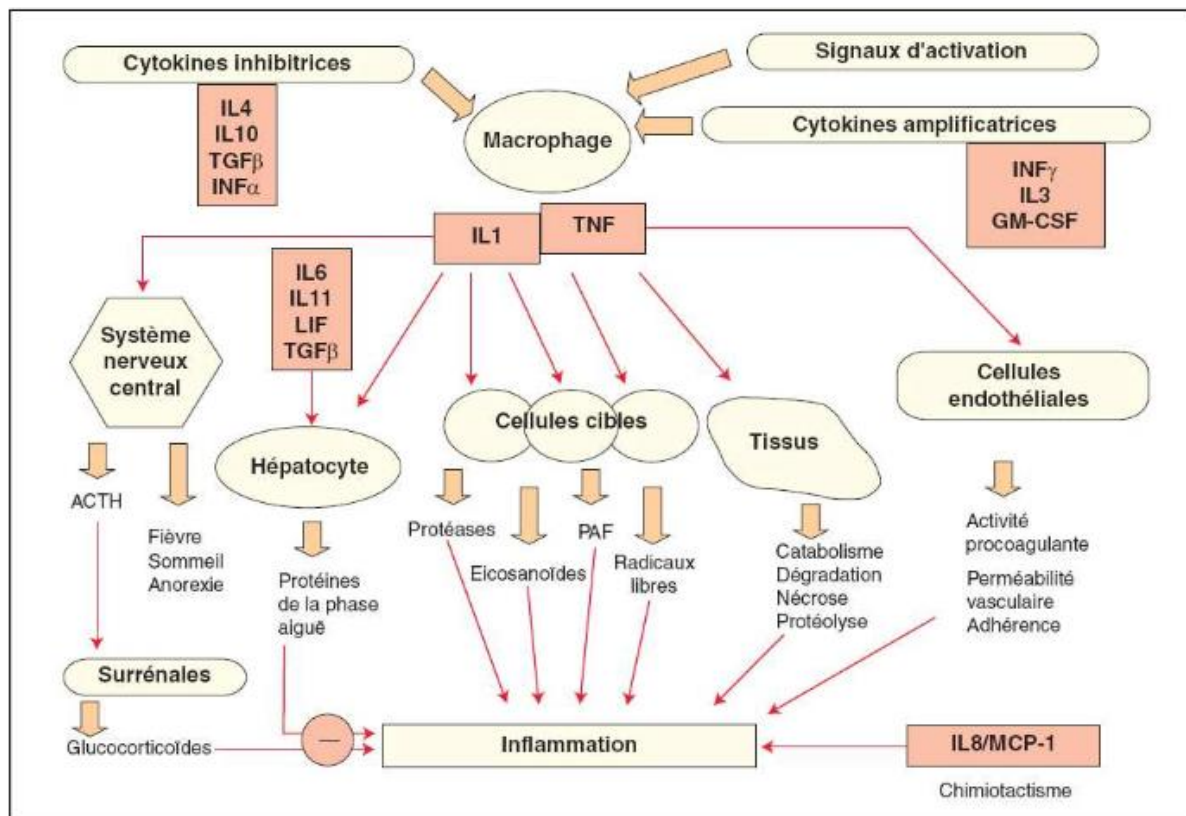 Cytokines inhibitrices
IL4
IL10
TGFβ
INFα
Signaux d'activation
Macrophage
Cytokines amplificatrices
INFγ
IL3
GM-CSF
IL1
TNF
IL6
IL11
LIF
TGFβ
Système
nerveux
central
Cellules
endothéliales
Cellules cibles
Tissus
Hépatocyte
ACTH
Fièvre
Sommeil
Anorexie
Protéines
de la phase
aiguë
Protéases
Eicosanoïdes
PAF
Radicaux
libres
Catabolisme
Dégradation
Nécrose
Protéolyse
Activité
procoagulante
Perméabilité
vasculaire
Adhérence
Surrénales
Glucocorticoïdes
—
Inflammation
IL8/MCP-1
Chimiotactisme